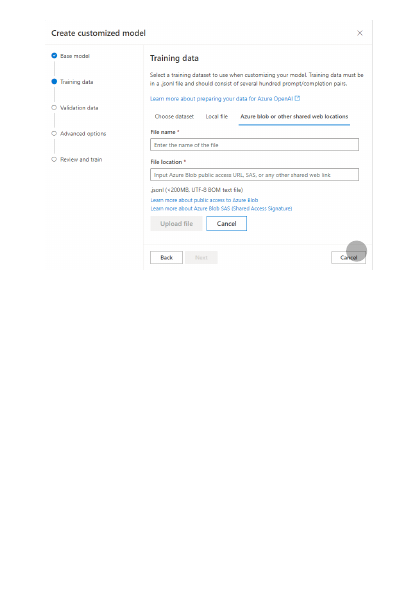 Create customized model
Base model
Training data
Validation data
Advanced options
Review and train
Training data
Select a training dataset to use when customizing your model. Training data must be
in a .jsonl file and should consist of several hundred prompt/completion pairs.
Learn more about preparing your data for Azure OpenAI
Choose dataset Local file Azure blob or other shared web locations
File name *
Enter the name of the file
File location *
Input Azure Blob public access URL, SAS, or any other shared web link
.jsonl (<200MB, UTF-8 BOM text file)
Learn more about public access to Azure Blob
Learn more about Azure Blob SAS (Shared Access Signature)
Upload file Cancel
Back Next Cancel